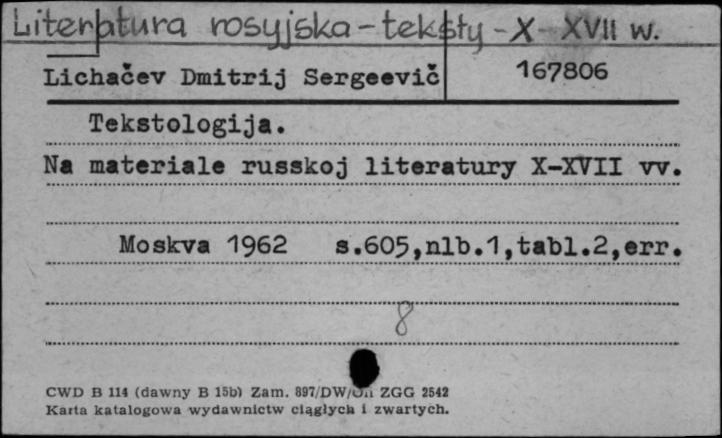 Literatura rosyjska - teksty - X - XVII w.
Lichačev Dmitrij Sergeevič 167806
Tekstologija.
Na materiale russkoj literatury X-XVII vv.
Moskva 1962 s.605,nlb.1,tabl.2,err.
8
CWD B 114 (dawny B 15b) Zam. 897/DW/ ZGG 2542
Karta katalogowa wydawnictw ciągłych i zwartych.